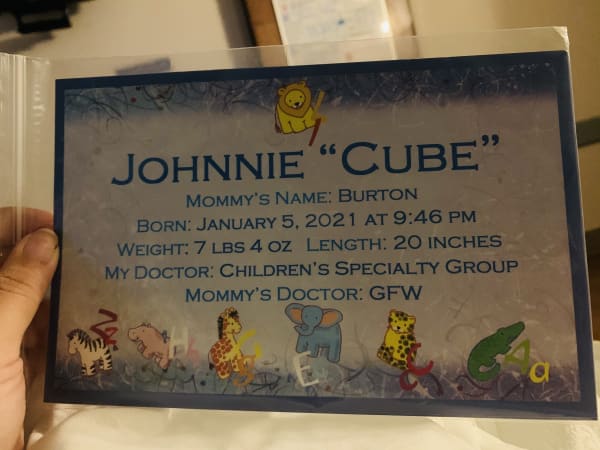 JOHNNIE “CUBE”
MOMMY'S NAME: BURTON
BORN: JANUARY 5, 2021 AT 9:46 PM
WEIGHT: 7 LBS 4 OZ LENGTH: 20 INCHES
MY DOCTOR: CHILDREN'S SPECIALTY GROUP
MOMMY'S DOCTOR: GFW